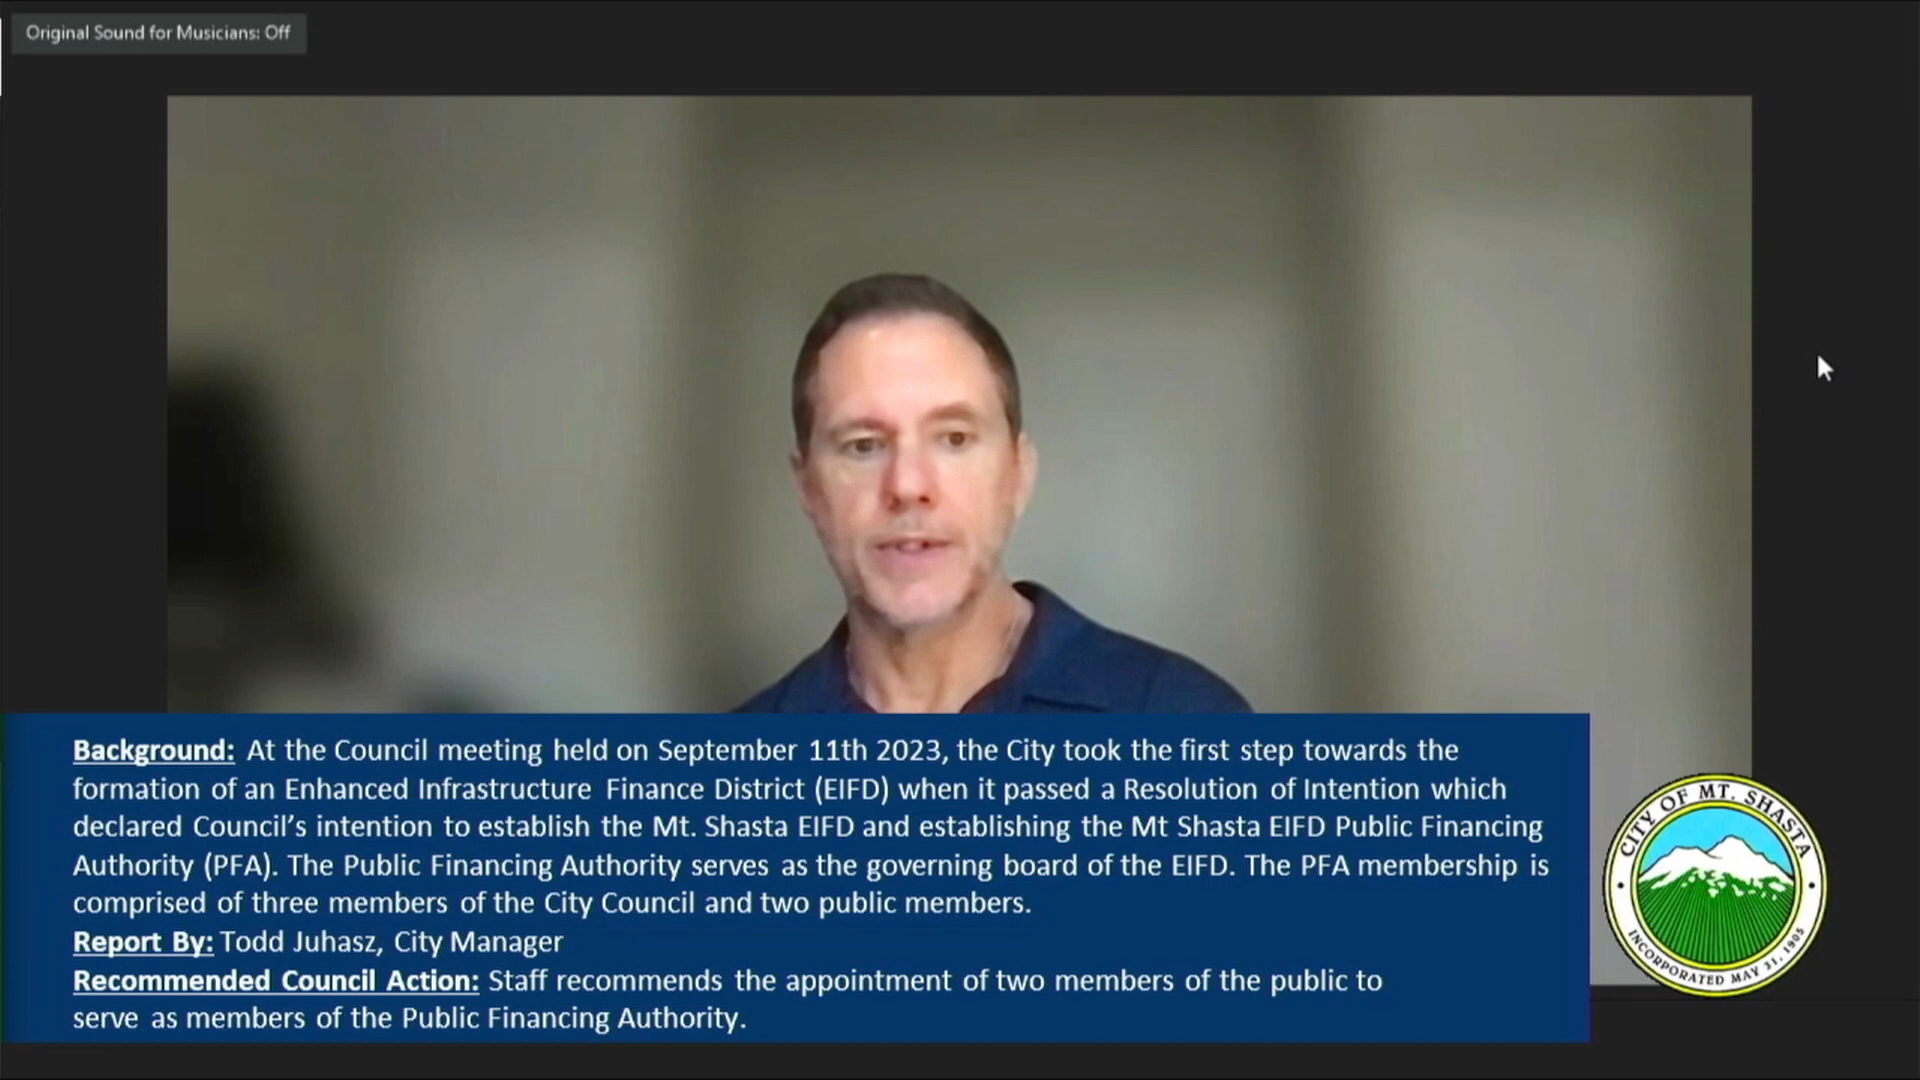 Original Sound for Musicians: Off
Background: At the Council meeting held on September 11th 2023, the City took the first step towards the
formation of an Enhanced Infrastructure Finance District (EIFD) when it passed a Resolution of Intention which
declared Council's intention to establish the Mt. Shasta EIFD and establishing the Mt Shasta EIFD Public Financing
Authority (PFA). The Public Financing Authority serves as the governing board of the EIFD. The PFA membership is
comprised of three members of the City Council and two public members.
Report By: Todd Juhasz, City Manager
Recommended Council Action: Staff recommends the appointment of two members of the public to
serve as members of the Public Financing Authority.
CITY OF MT. SHASTA
INCORPORATED MAY 31, 1905